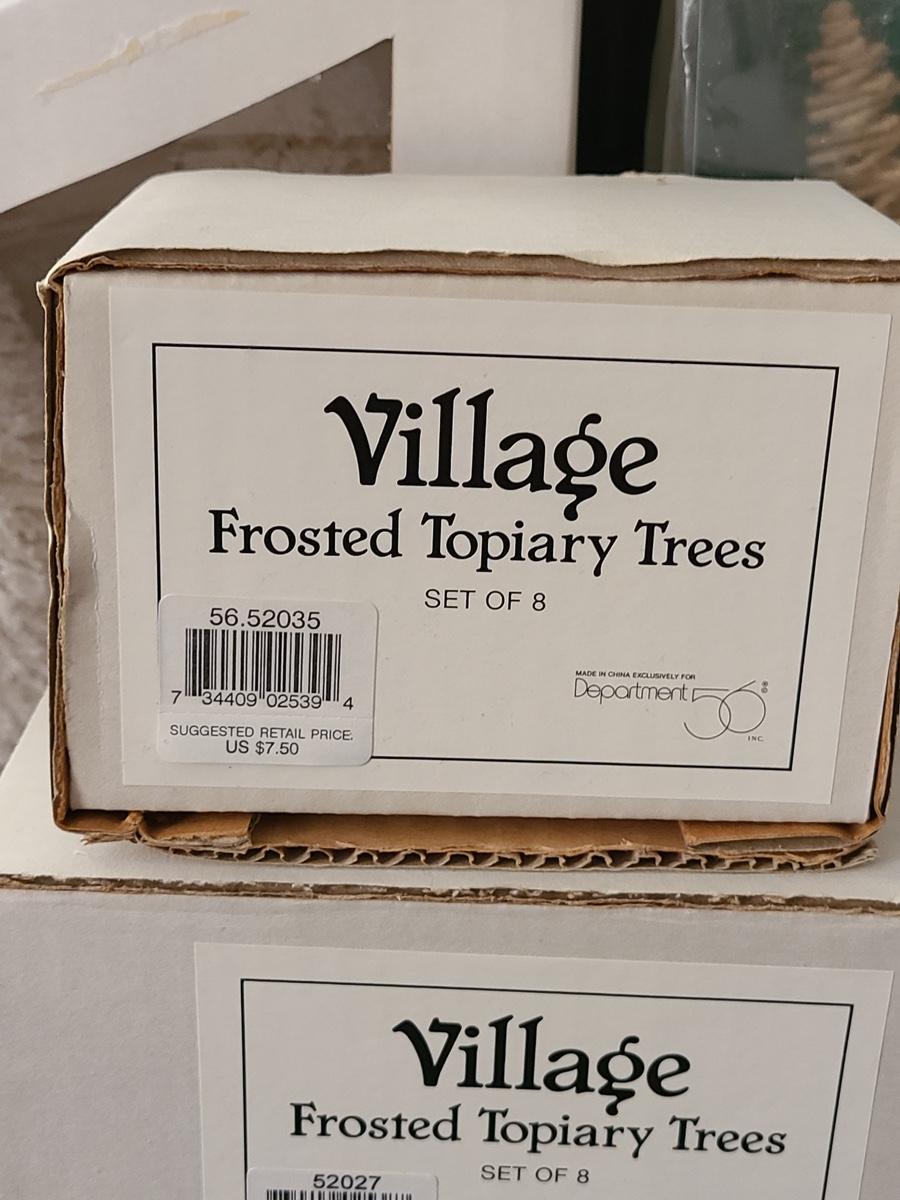 Village
Frosted Topiary Trees
SET OF 8
56.52035
7 34409 02539 4
SUGGESTED RETAIL PRICE:
US $7.50
MADE IN CHINA EXCLUSIVELY FOR
Department 56 ®
INC.
Village
Frosted Topiary Trees
SET OF 8
52027